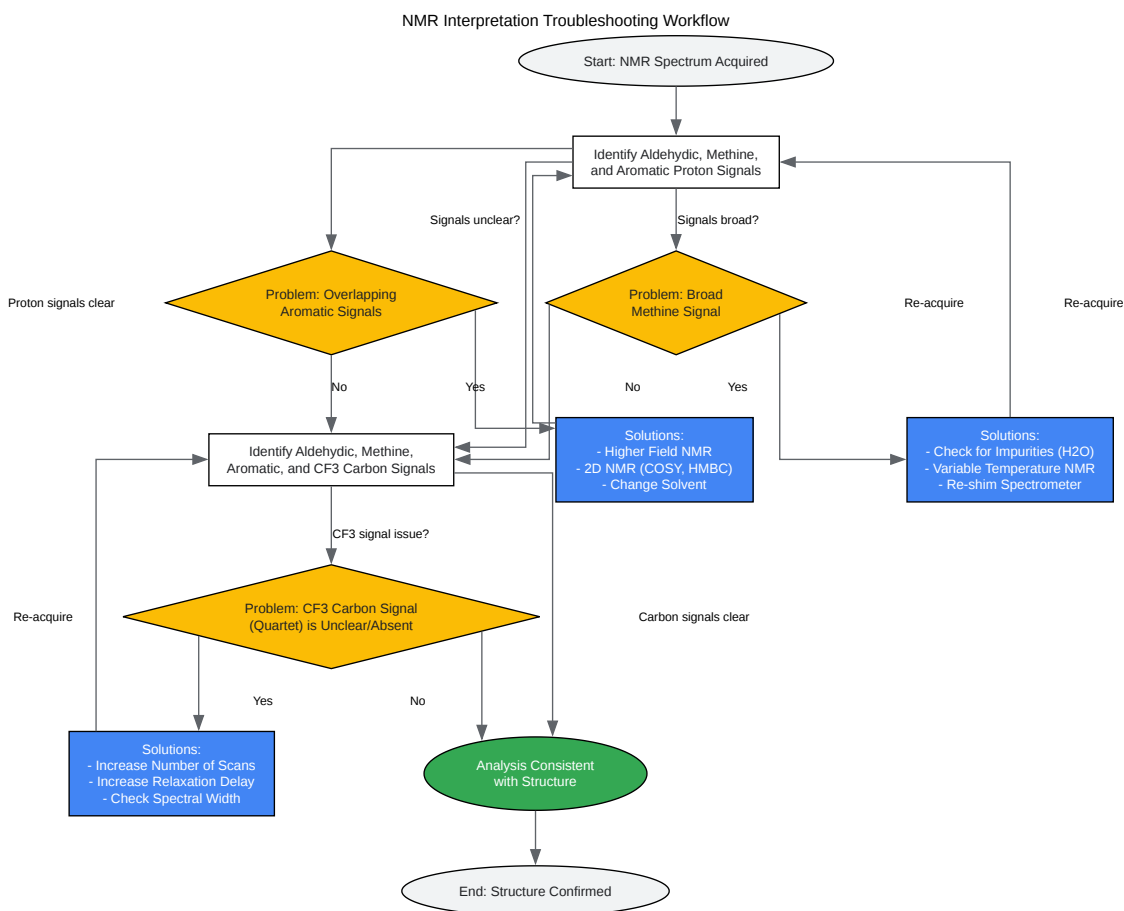 NMR Interpretation Troubleshooting Workflow
Start: NMR Spectrum Acquired
Identify Aldehydic, Methine,
and Aromatic Proton Signals
Signals unclear?
Signals broad?
Proton signals clear
Problem: Overlapping
Aromatic Signals
Problem: Broad
Methine Signal
Re-acquire
Re-acquire
No
Yes
No
Yes
Identify Aldehydic, Methine,
Aromatic, and CF3 Carbon Signals
Solutions:
- Higher Field NMR
- 2D NMR (COSY, HMBC)
- Change Solvent
Solutions:
- Check for Impurities (H2O)
- Variable Temperature NMR
- Re-shim Spectrometer
CF3 signal issue?
Re-acquire
Problem: CF3 Carbon Signal
(Quartet) is Unclear/Absent
Carbon signals clear
Yes
No
Solutions:
- Increase Number of Scans
- Increase Relaxation Delay
- Check Spectral Width
Analysis Consistent
with Structure
End: Structure Confirmed